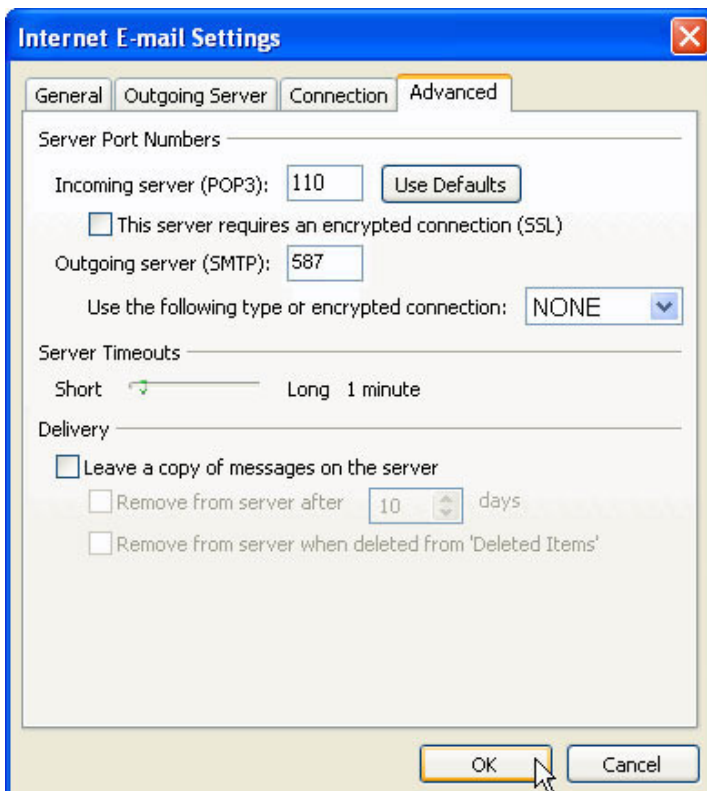 Internet E-mail Settings
General Outgoing Server Connection Advanced
Server Port Numbers
Incoming server (POP3): 110 Use Defaults
This server requires an encrypted connection (SSL)
Outgoing server (SMTP): 587
Use the following type of encrypted connection: NONE
Server Timeouts
Short Long 1 minute
Delivery
Leave a copy of messages on the server
Remove from server after 10 days
Remove from server when deleted from 'Deleted Items'
OK Cancel